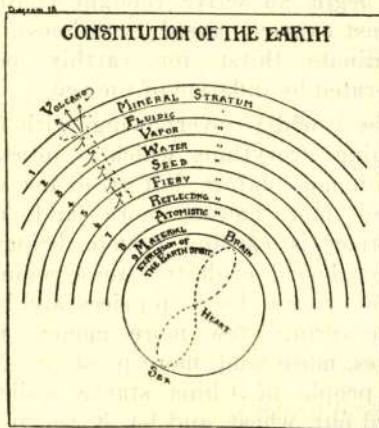 Diagram 18
CONSTITUTION OF THE EARTH
VOLCANO
MINERAL STRATUM
FLUIDIC "
VAPOR "
WATER "
SEED "
FIERY "
REFLECTING "
ATOMISTIC "
1
2
3
4
5
6
7
8
9 MATERIAL
EXPRESSION OF
THE EARTH SPIRIT
BRAIN
HEART
SEX